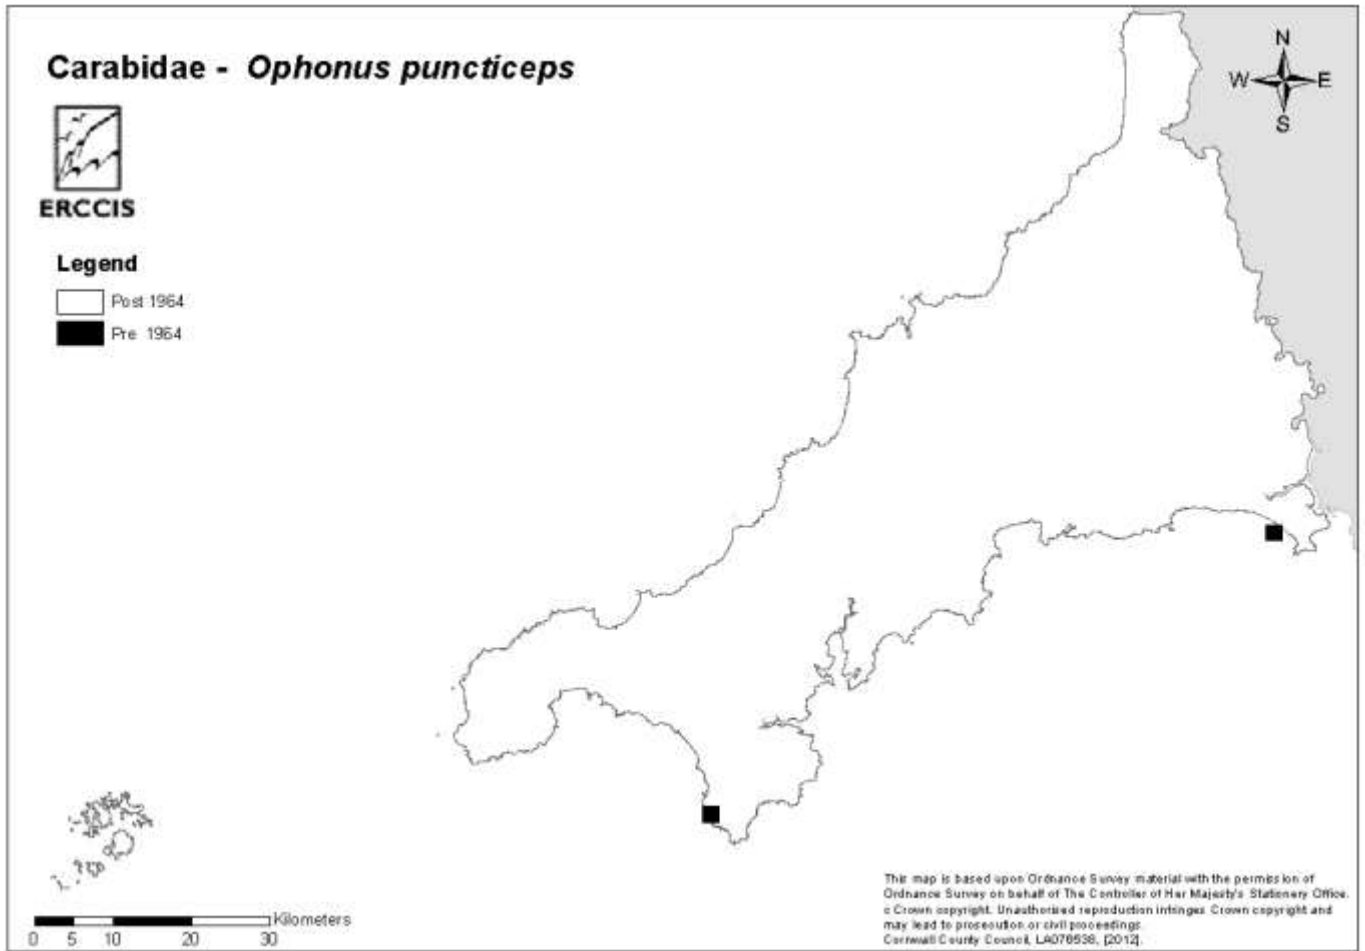 Carabidae - Ophonus puncticeps
N
W E
S
ERCCIS
Legend
Post 1964
Pre 1964
Kilometers
0 5 10 20 30
This map is based upon Ordnance Survey material with the permission of
Ordnance Survey on behalf of The Controller of Her Majesty's Stationery Office.
c Crown copyright. Unauthorised reproduction infringes Crown copyright and
may lead to prosecution or civil proceedings.
Cornwall County Council, LA076538, [2012].